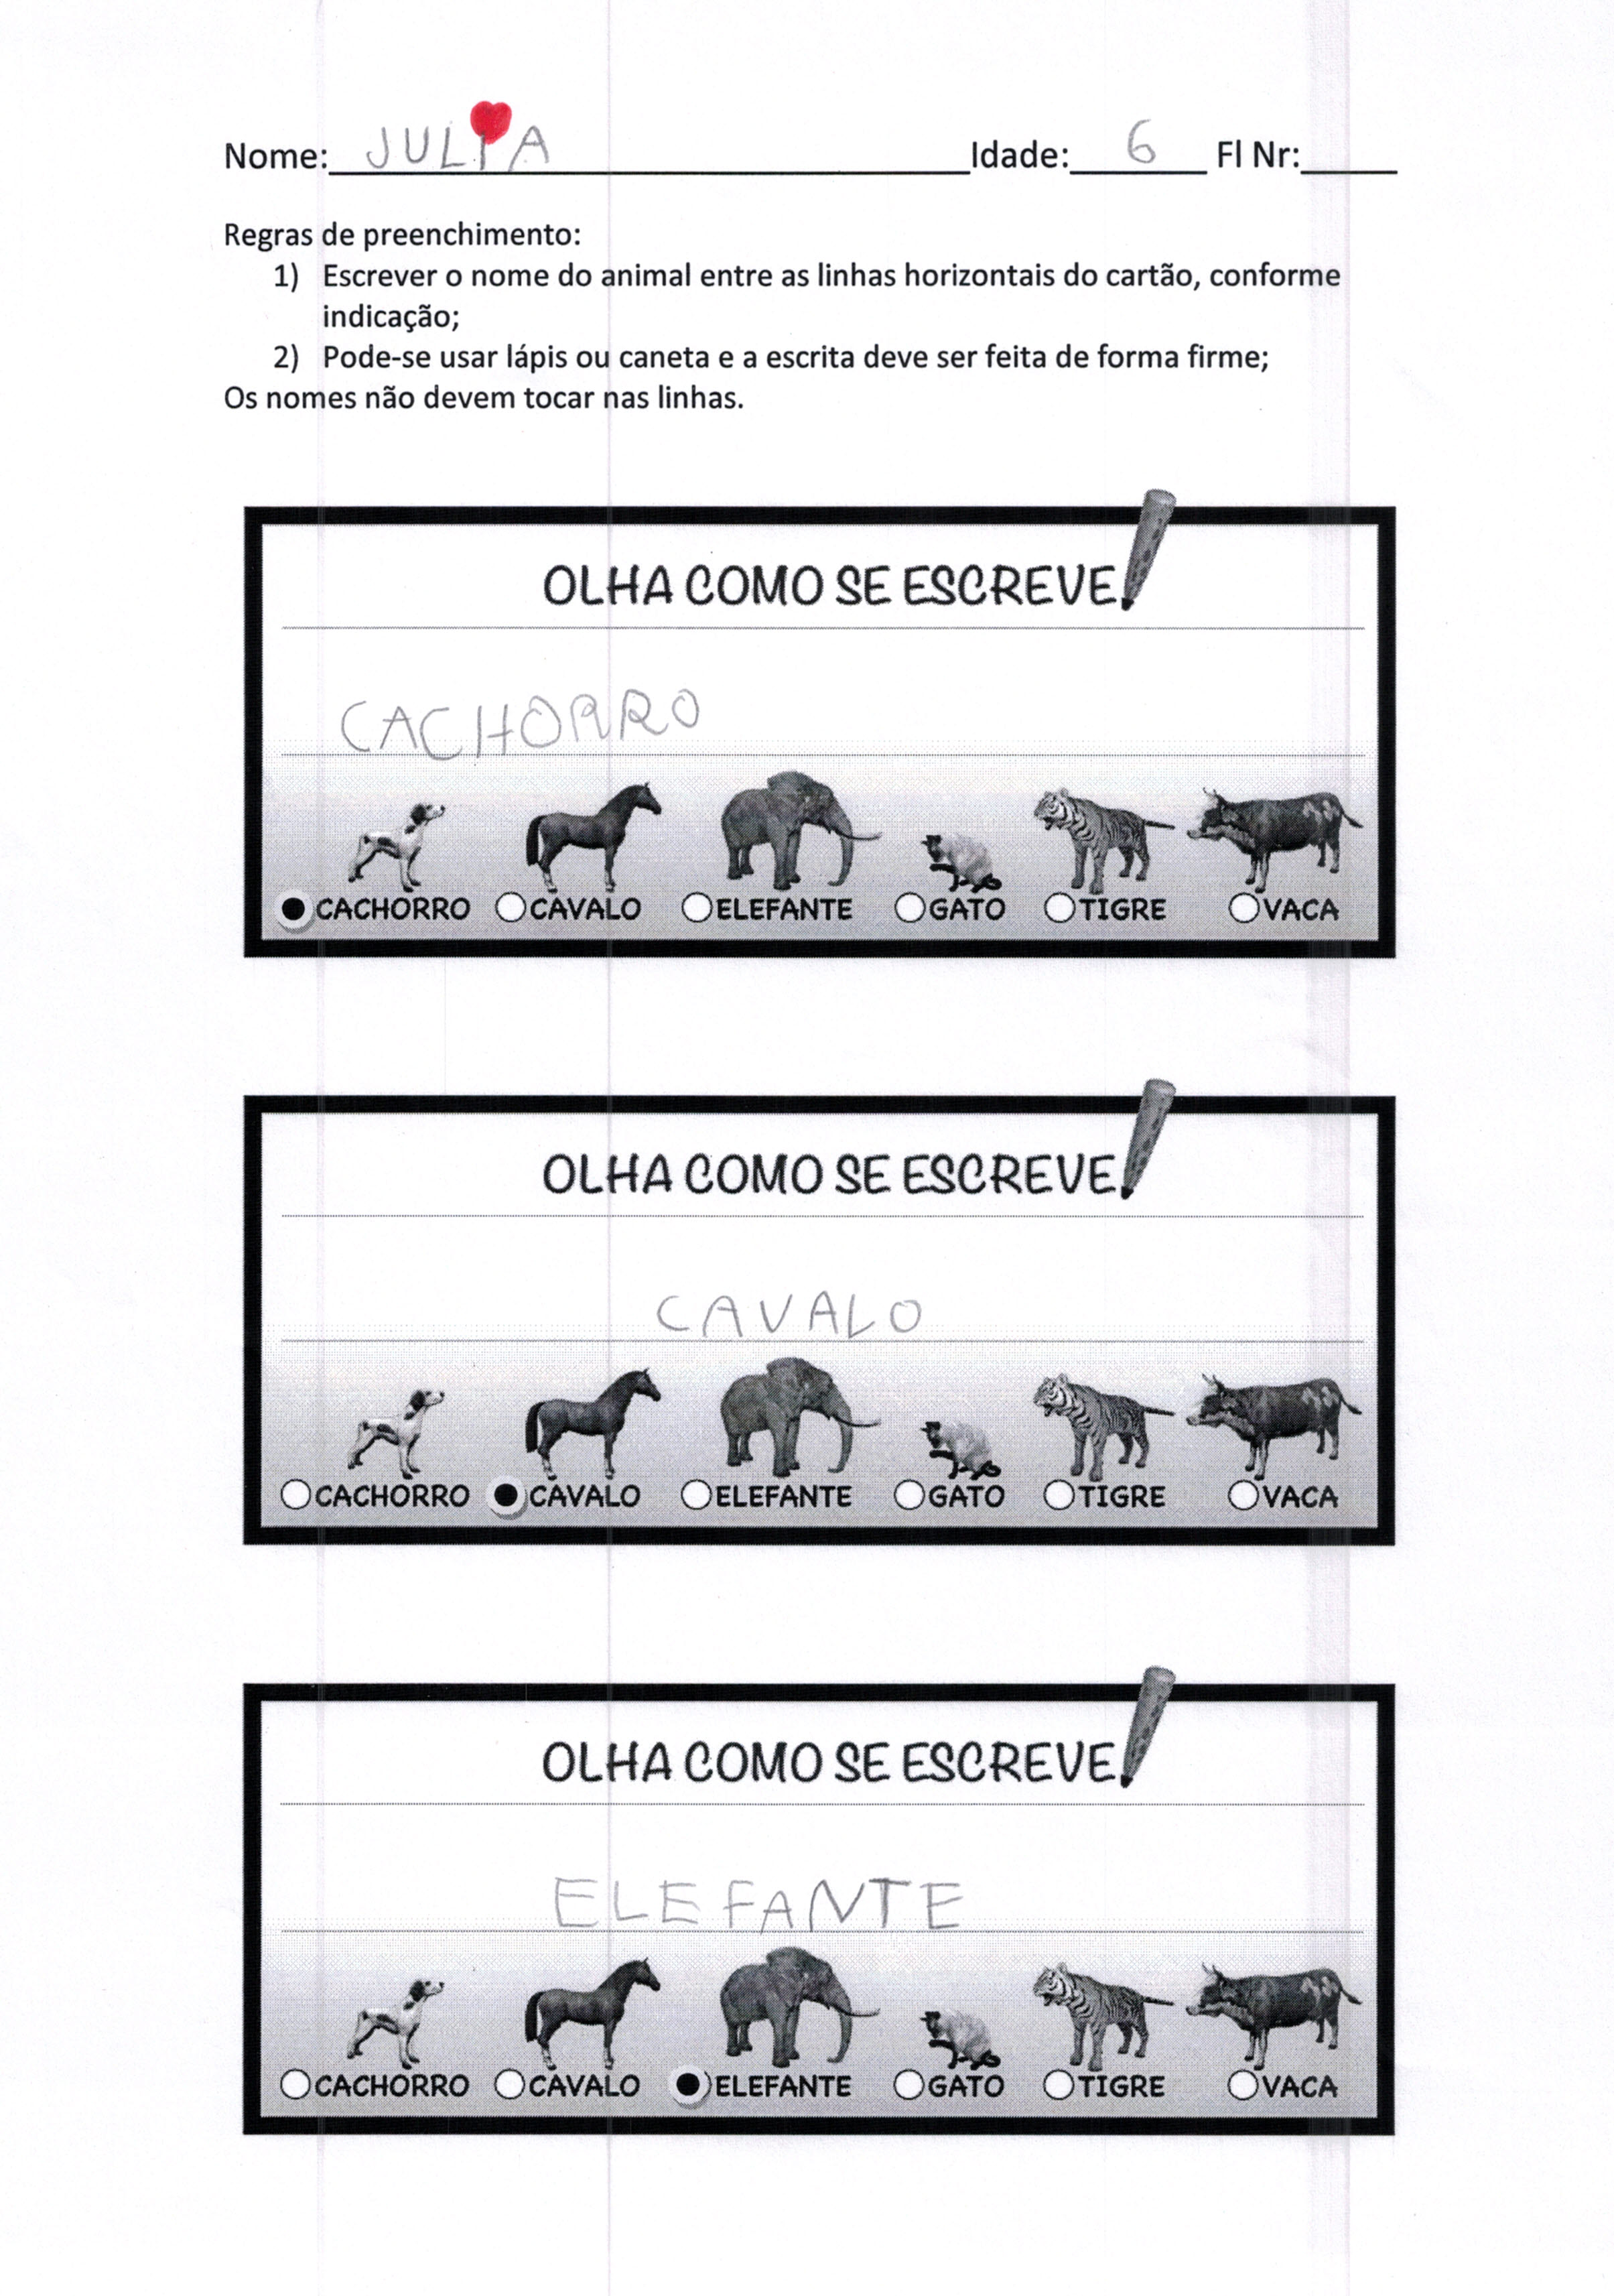 Nome: JULIA Idade: 6 Fl Nr:
Regras de preenchimento:
1) Escrever o nome do animal entre as linhas horizontais do cartão, conforme
indicação;
2) Pode-se usar lápis ou caneta e a escrita deve ser feita de forma firme;
Os nomes não devem tocar nas linhas.
OLHA COMO SE ESCREVE
CACHORRO
CACHORRO CAVALO ELEFANTE GATO TIGRE VACA
OLHA COMO SE ESCREVE
CAVALO
CACHORRO CAVALO ELEFANTE GATO TIGRE VACA
OLHA COMO SE ESCREVE
ELEFANTE
CACHORRO CAVALO ELEFANTE GATO TIGRE VACA